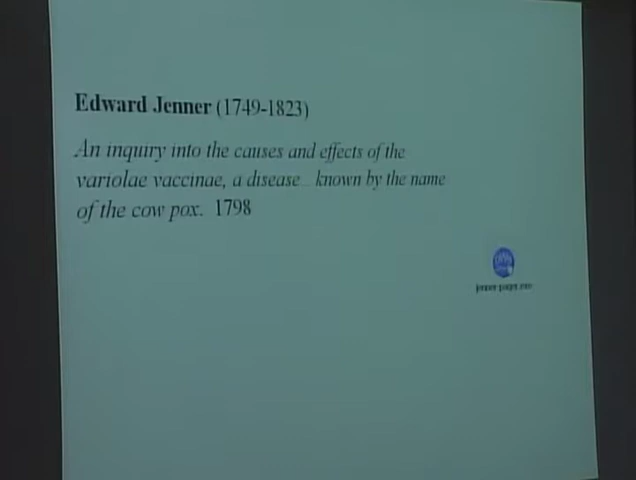 Edward Jenner (1749-1823)
An inquiry into the causes and effects of the
variolae vaccinae, a disease... known by the name
of the cow pox. 1798